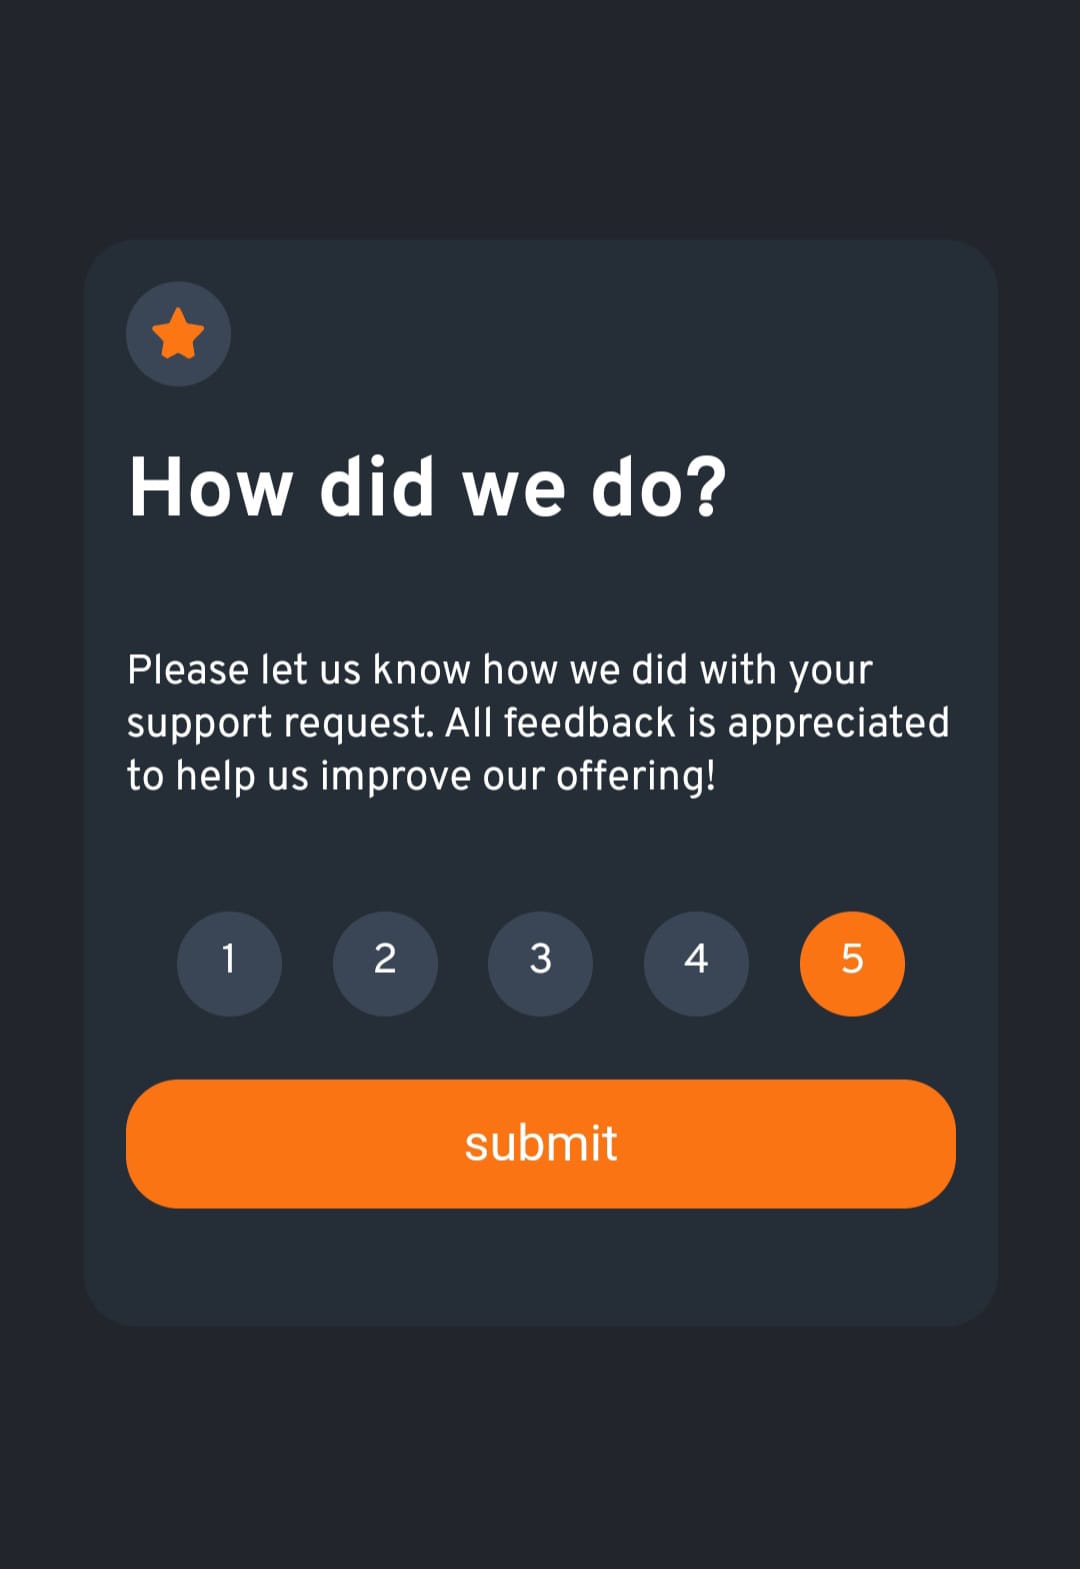 How did we do?
Please let us know how we did with your
support request. All feedback is appreciated
to help us improve our offering!
1 2 3 4 5
submit